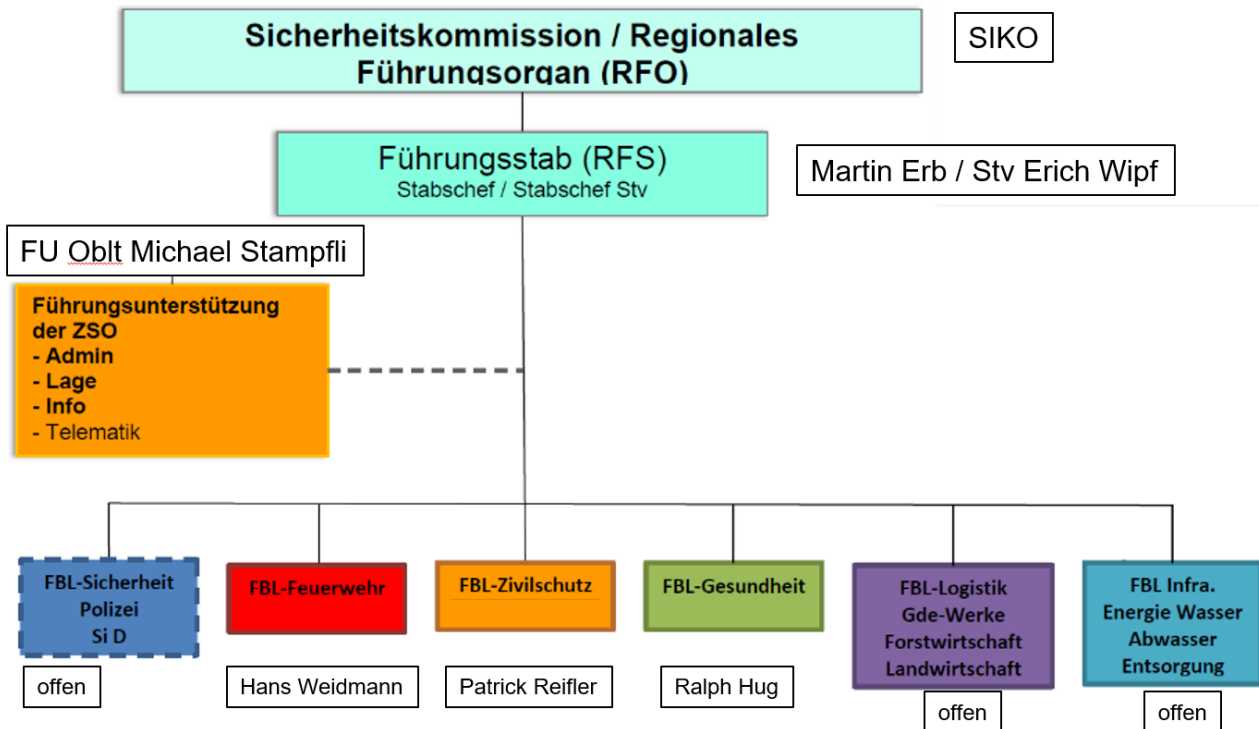 Sicherheitskommission / Regionales
Führungsorgan (RFO)
SIKO
Führungsstab (RFS)
Stabschef / Stabschef Stv
Martin Erb / Stv Erich Wipf
FU Oblt Michael Stampfli
Führungsunterstützung
der ZSO
- Admin
- Lage
- Info
- Telematik
FBL-Sicherheit
Polizei
Si D
offen
FBL-Feuerwehr
Hans Weidmann
FBL-Zivilschutz
Patrick Reifler
FBL-Gesundheit
Ralph Hug
FBL-Logistik
Gde-Werke
Forstwirtschaft
Landwirtschaft
offen
FBL Infra.
Energie Wasser
Abwasser
Entsorgung
offen